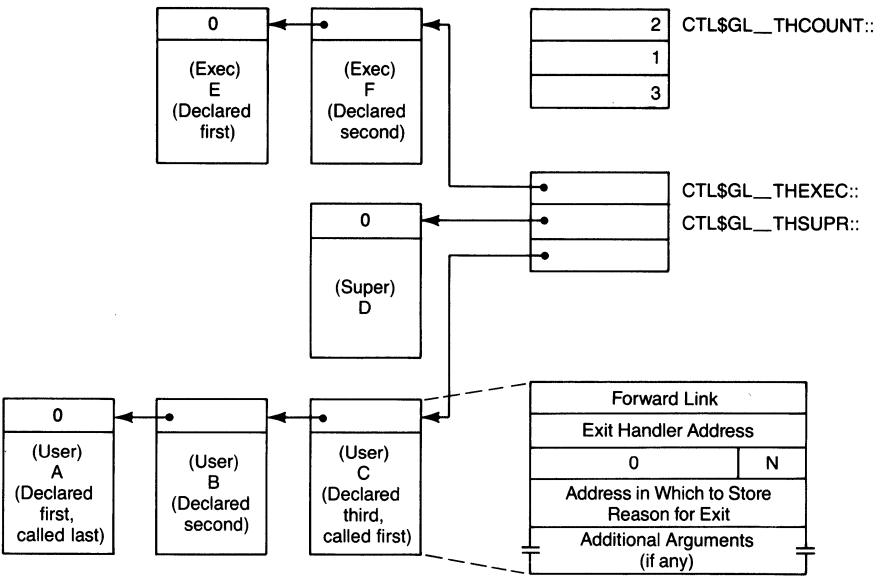 0
(Exec)
E
(Declared
first)
(Exec)
F
(Declared
second)
2
CTL$GL__THCOUNT::
1
3
CTL$GL__THEXEC::
CTL$GL__THSUPR::
0
(Super)
D
0
(User)
A
(Declared
first,
called last)
(User)
B
(Declared
second)
(User)
C
(Declared
third,
called first)
Forward Link
Exit Handler Address
0 N
Address in Which to Store
Reason for Exit
Additional Arguments
(if any)